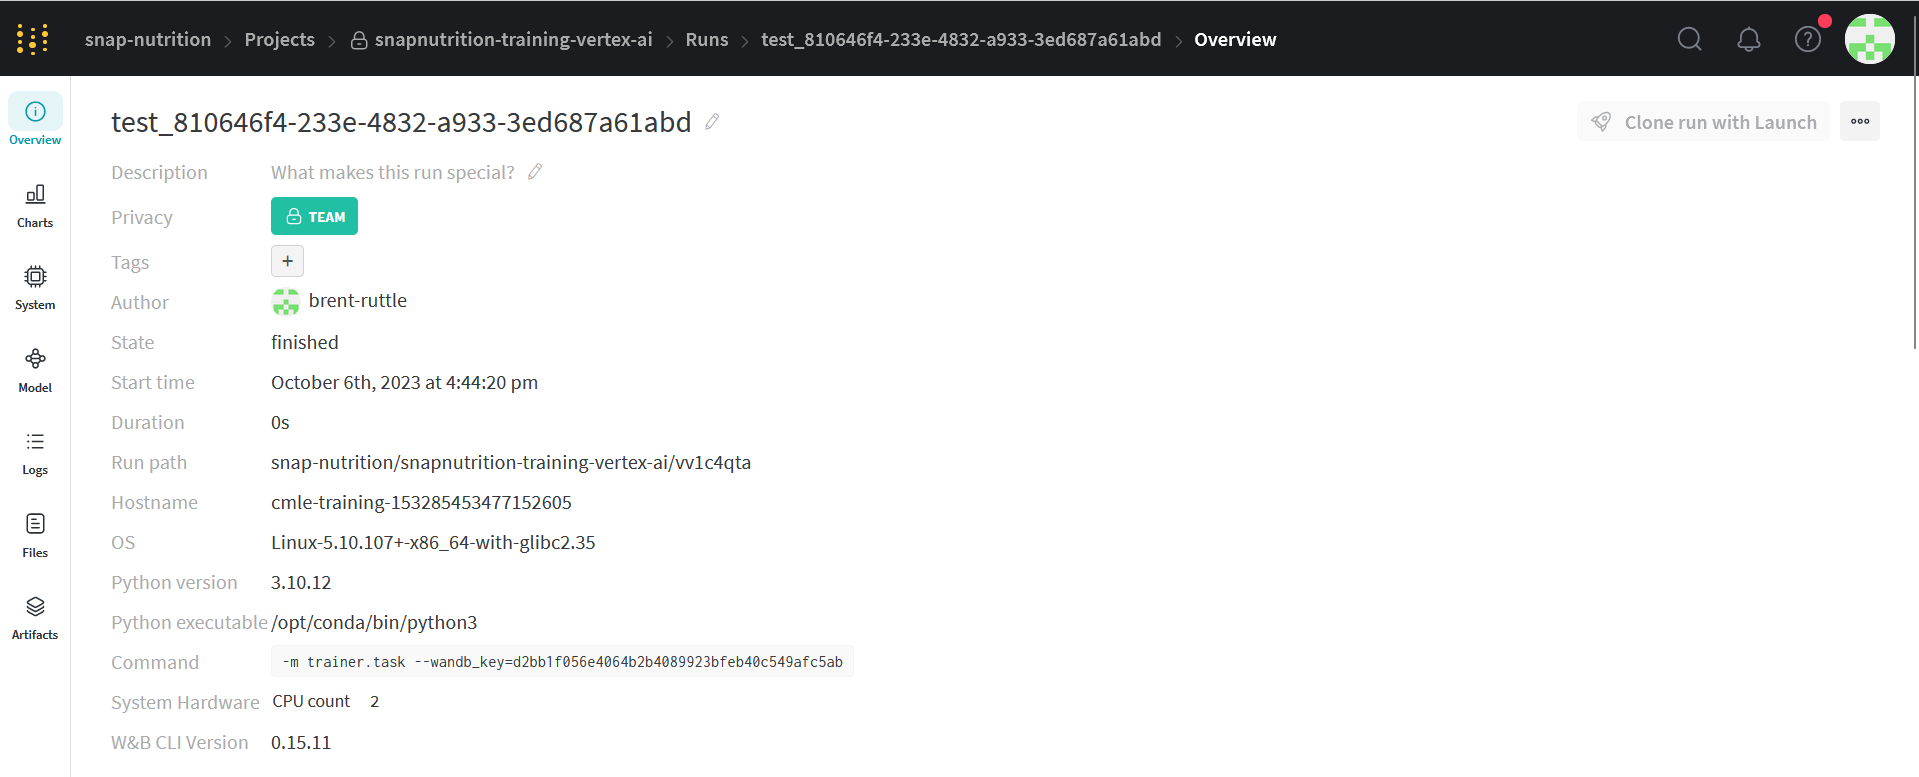 snap-nutrition > Projects > snapnutrition-training-vertex-ai > Runs > test_810646f4-233e-4832-a933-3ed687a61abd > Overview
test_810646f4-233e-4832-a933-3ed687a61abd
Clone run with Launch
Overview
Charts
System
Model
Logs
Files
Artifacts
Description What makes this run special?
Privacy TEAM
Tags +
Author brent-ruttle
State finished
Start time October 6th, 2023 at 4:44:20 pm
Duration 0s
Run path snap-nutrition/snapnutrition-training-vertex-ai/vv1c4qta
Hostname cmle-training-153285453477152605
OS Linux-5.10.107+-x86_64-with-glibc2.35
Python version 3.10.12
Python executable /opt/conda/bin/python3
Command -m trainer.task --wandb_key=d2bb1f056e4064b2b4089923bfeb40c549afc5ab
System Hardware CPU count 2
W&B CLI Version 0.15.11